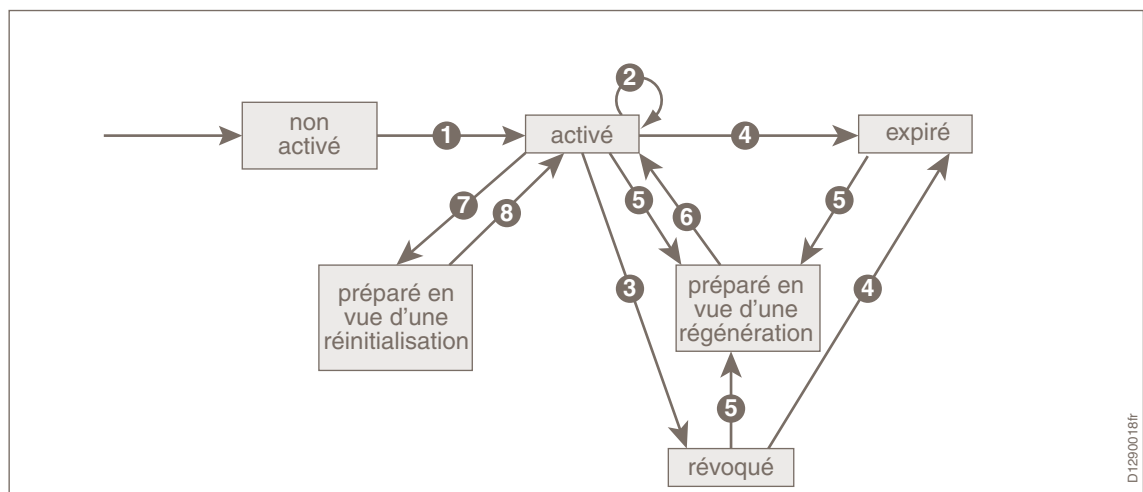 2
non
activé
1
activé
4
expiré
7
8
5
6
5
préparé en
vue d'une
réinitialisation
3
préparé en
vue d'une
régénération
4
5
révoqué
D1290018fr